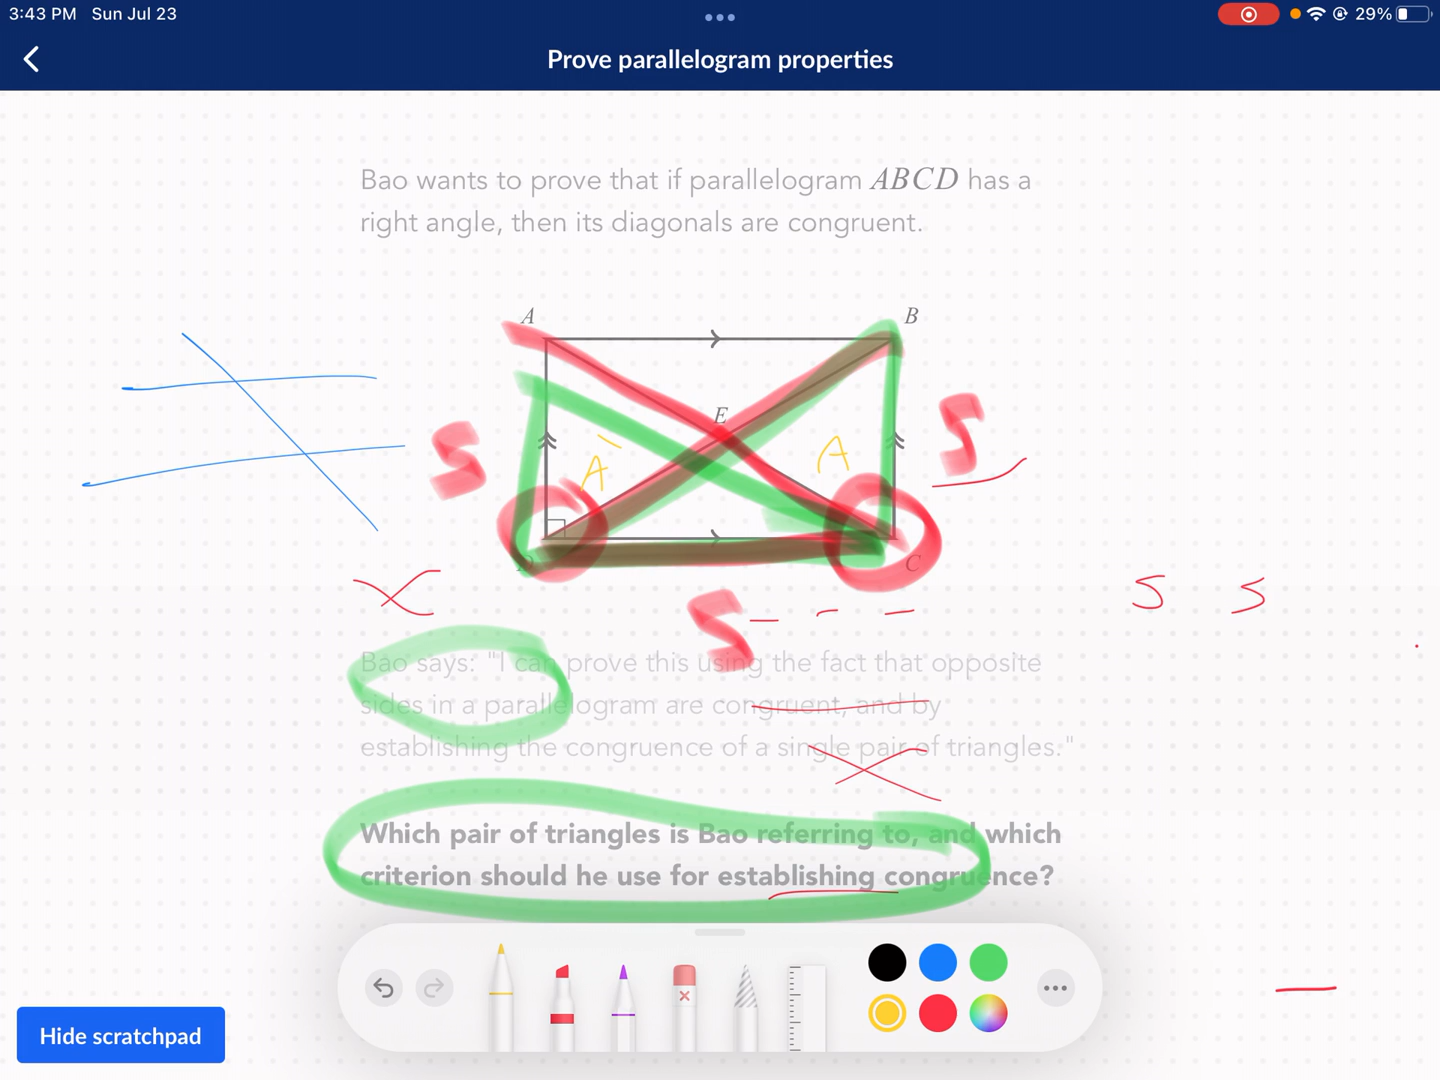 3:43 PM Sun Jul 23
29%
Prove parallelogram properties
Bao wants to prove that if parallelogram ABCD has a
right angle, then its diagonals are congruent.
A
B
E
S
A
A
S
D
C
S
S S
Bao says: "I can prove this using the fact that opposite
sides in a parallelogram are congruent, and by
establishing the congruence of a single pair of triangles."
Which pair of triangles is Bao referring to, and which
criterion should he use for establishing congruence?
Hide scratchpad